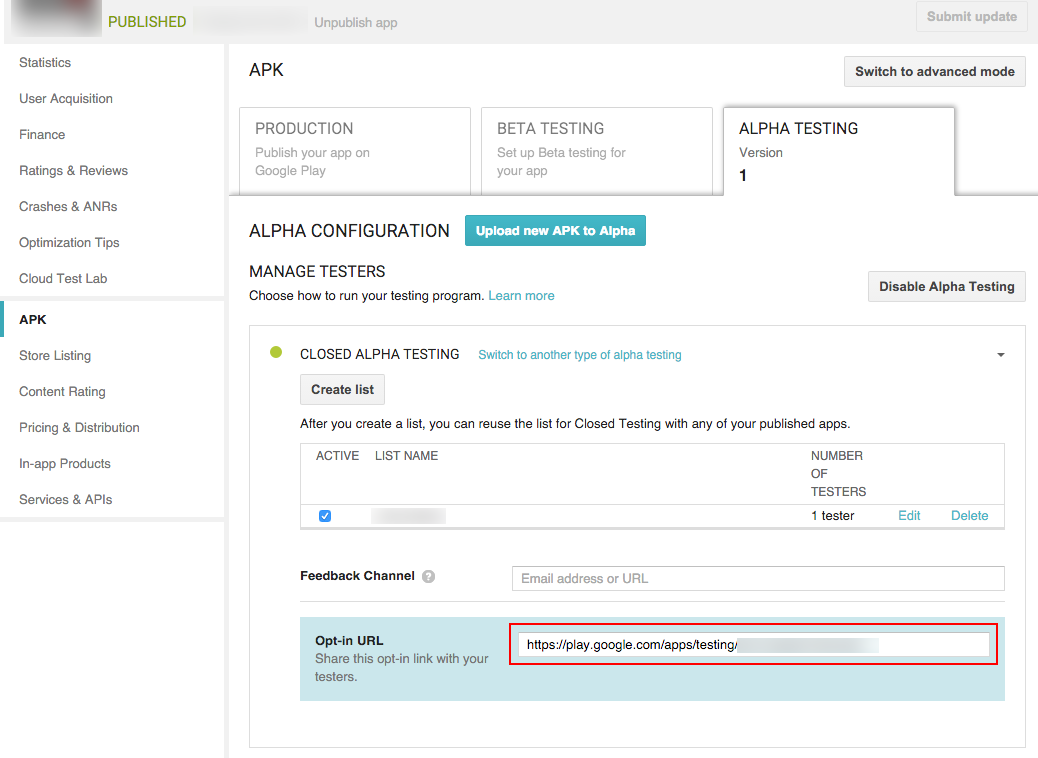 PUBLISHED
Unpublish app
Submit update
Statistics
User Acquisition
Finance
Ratings & Reviews
Crashes & ANRs
Optimization Tips
Cloud Test Lab
APK
Store Listing
Content Rating
Pricing & Distribution
In-app Products
Services & APIs
APK
Switch to advanced mode
PRODUCTION
Publish your app on
Google Play
BETA TESTING
Set up Beta testing for
your app
ALPHA TESTING
Version
1
ALPHA CONFIGURATION
Upload new APK to Alpha
MANAGE TESTERS
Choose how to run your testing program. Learn more
Disable Alpha Testing
CLOSED ALPHA TESTING
Switch to another type of alpha testing
Create list
After you create a list, you can reuse the list for Closed Testing with any of your published apps.
ACTIVE
LIST NAME
NUMBER
OF
TESTERS
1 tester
Edit
Delete
Feedback Channel
?
Email address or URL
Opt-in URL
Share this opt-in link with your
testers.
https://play.google.com/apps/testing/